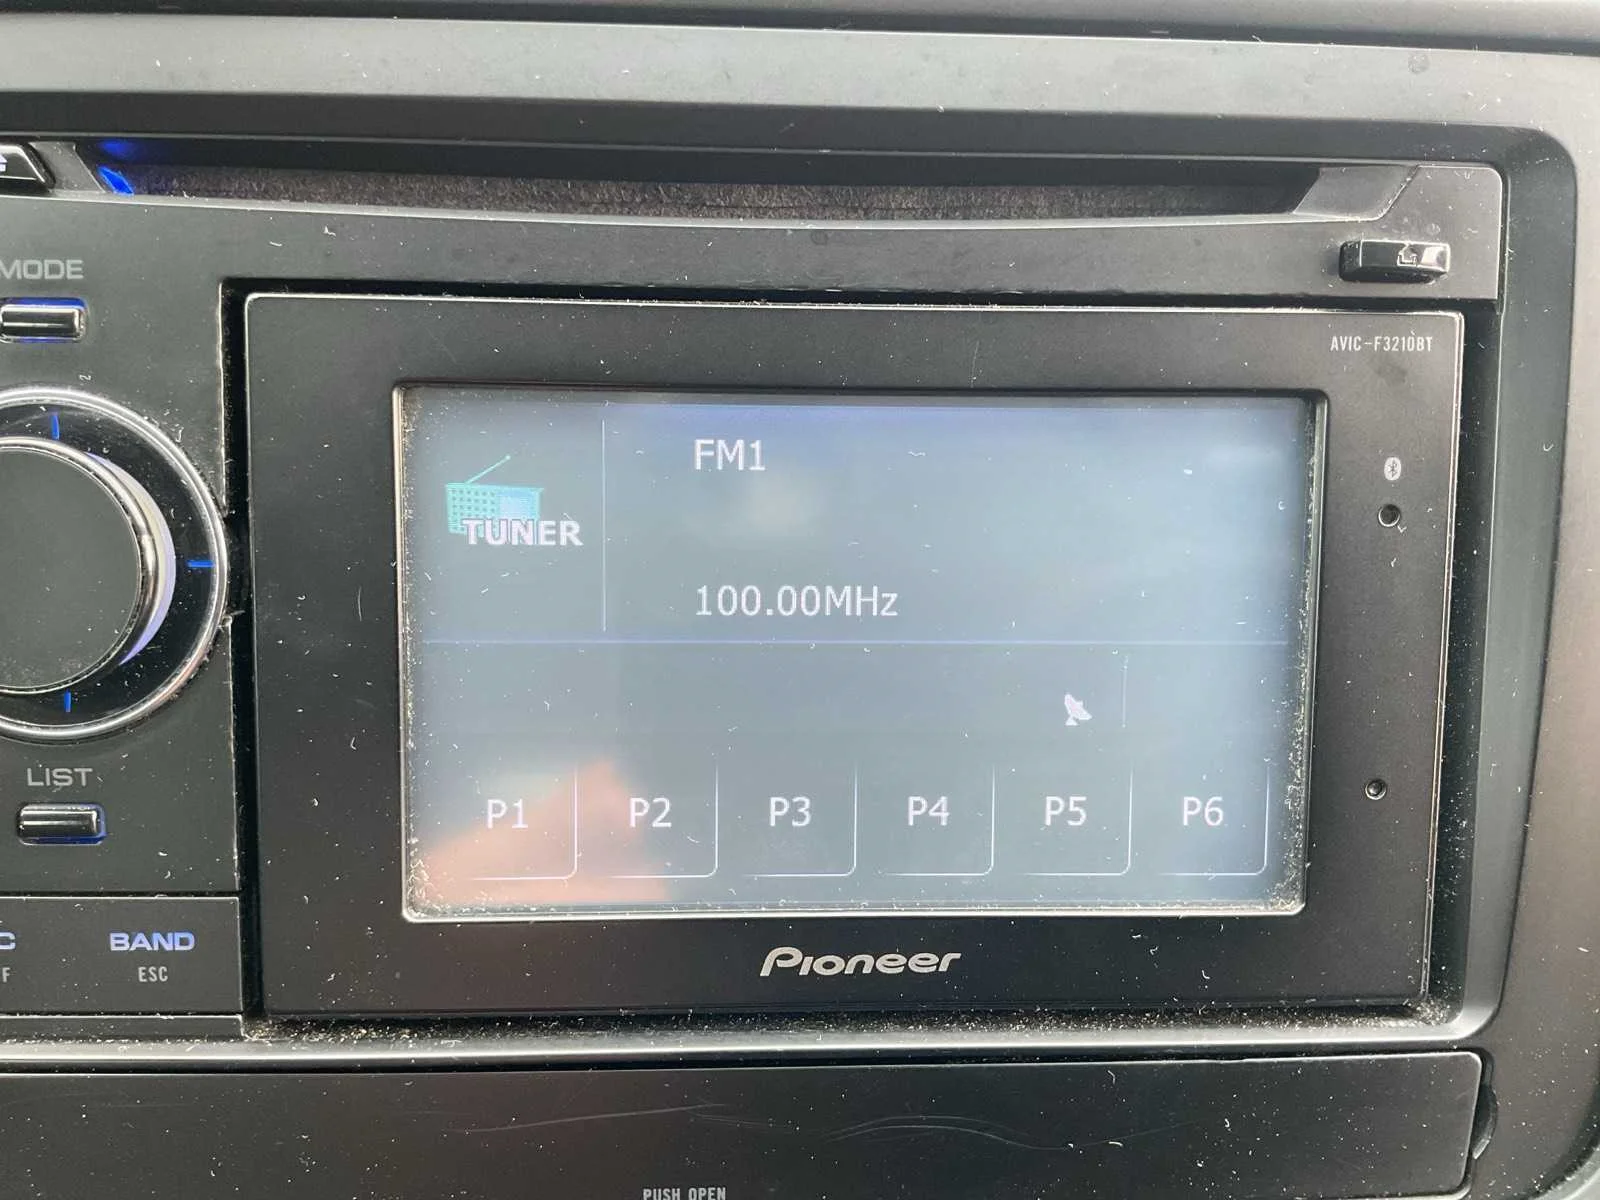 MODE
AVIC-F3210BT
FM1
TUNER
100.00MHz
LIST
P1 P2 P3 P4 P5 P6
BAND
ESC
Pioneer
PUSH OPEN